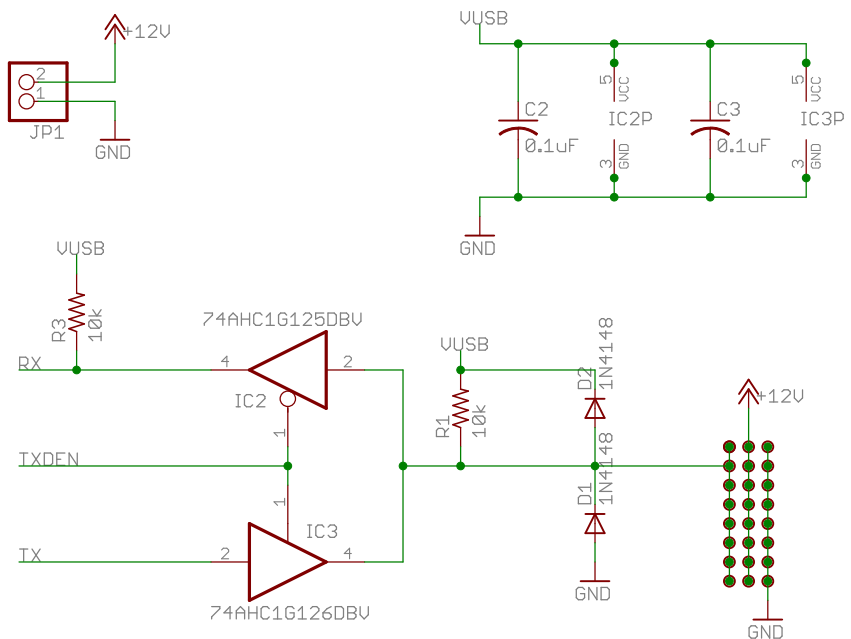 +12V
2
1
JP1
GND
VUSB
5
VCC
5
VCC
C2
IC2P
C3
IC3P
0.1uF
0.1uF
3
GND
3
GND
GND
VUSB
R3
10k
74AHC1G125DBV
RX
4
2
IC2
1
VUSB
R1
10k
D2
1N4148
+12V
TXDEN
1
IC3
D1
1N4148
TX
2
4
74AHC1G126DBV
GND
GND